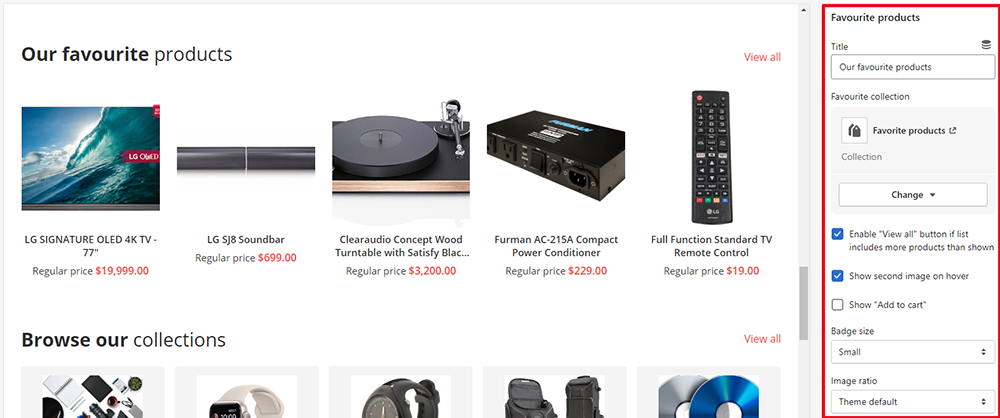 Our favourite products
View all
LG OLED
FURMAN
LG
LG SIGNATURE OLED 4K TV -
77"
Regular price $19,999.00
LG SJ8 Soundbar
Regular price $699.00
Clearaudio Concept Wood
Turntable with Satisfy Blac...
Regular price $3,200.00
Furman AC-215A Compact
Power Conditioner
Regular price $229.00
Full Function Standard TV
Remote Control
Regular price $19.00
Browse our collections
View all
Favourite products
Title
Our favourite products
Favourite collection
Favorite products
Collection
Change
Enable "View all" button if list
includes more products than shown
Show second image on hover
Show "Add to cart"
Badge size
Small
Image ratio
Theme default